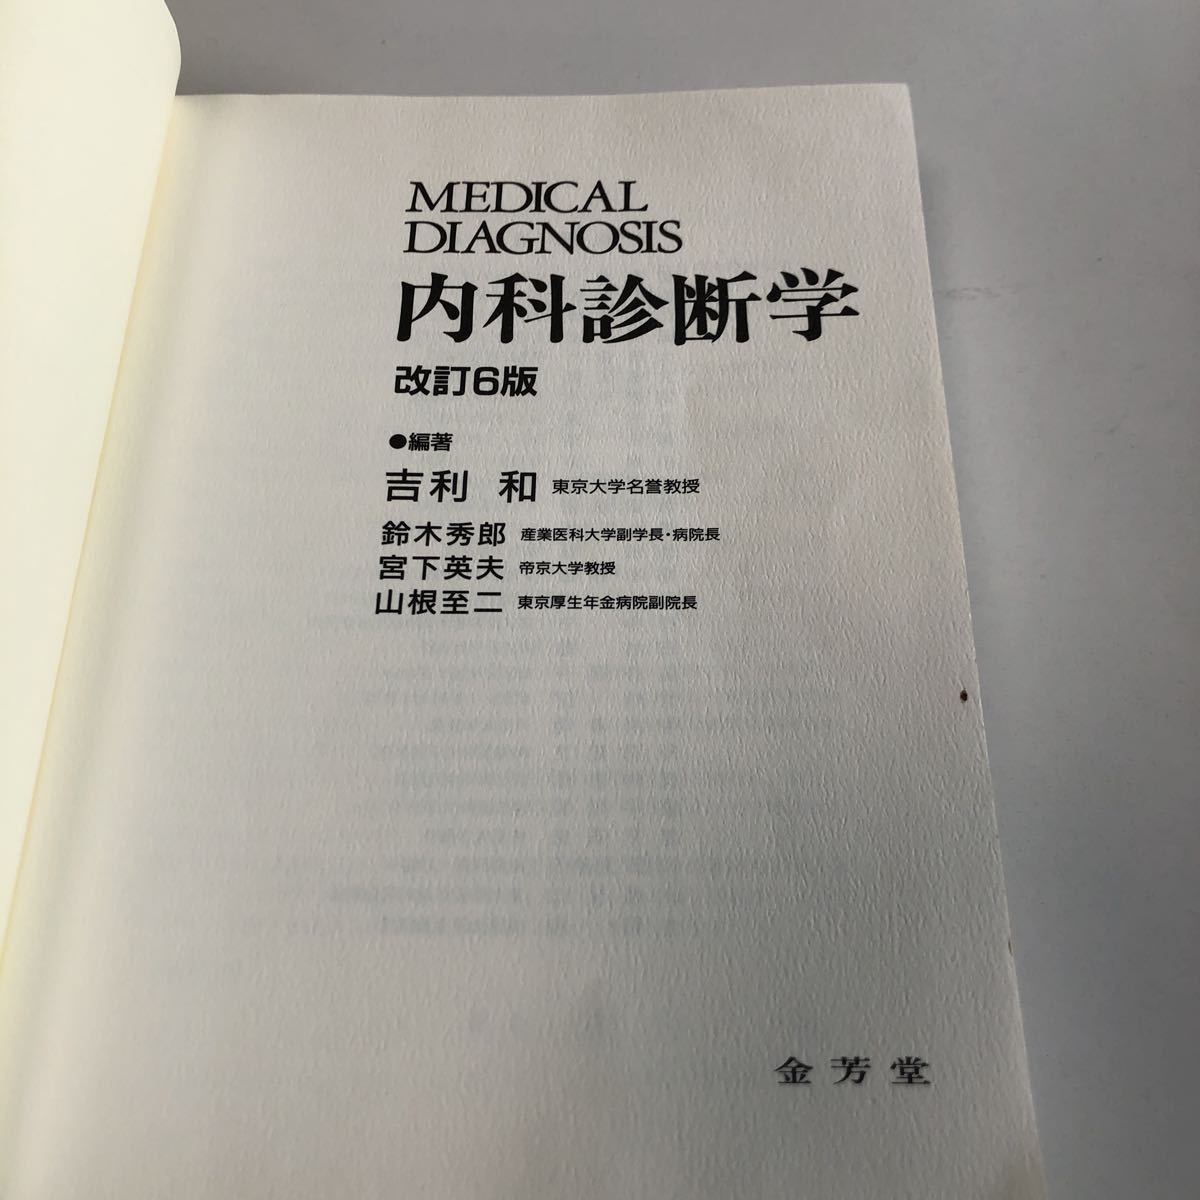 MEDICAL
DIAGNOSIS
内科診断学
改訂6版
●編著
吉利 和 東京大学名誉教授
鈴木秀郎 産業医科大学副学長・病院長
宮下英夫 帝京大学教授
山根至二 東京厚生年金病院副院長
金芳堂